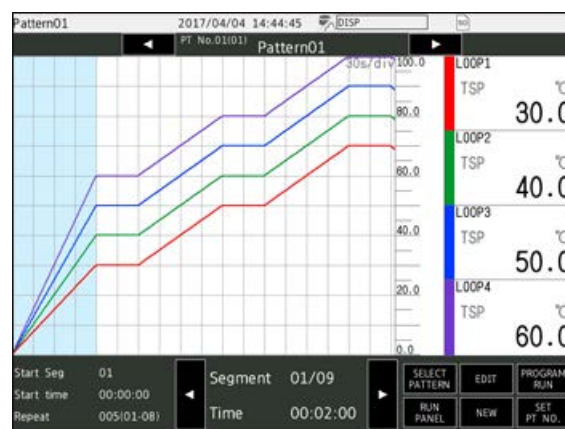 Pattern01 2017/04/04 14:44:45 DISP
PT No.01(01) Pattern01
30s/div 100.0
80.0
60.0
40.0
20.0
0.0
LOOP1
TSP ℃
30.0
LOOP2
TSP ℃
40.0
LOOP3
TSP ℃
50.0
LOOP4
TSP ℃
60.0
Start Seg 01
Start time 00:00:00
Repeat 005(01-08)
Segment 01/09
Time 00:02:00
SELECT PATTERN
EDIT
PROGRAM RUN
RUN PANEL
NEW
SET PT NO.